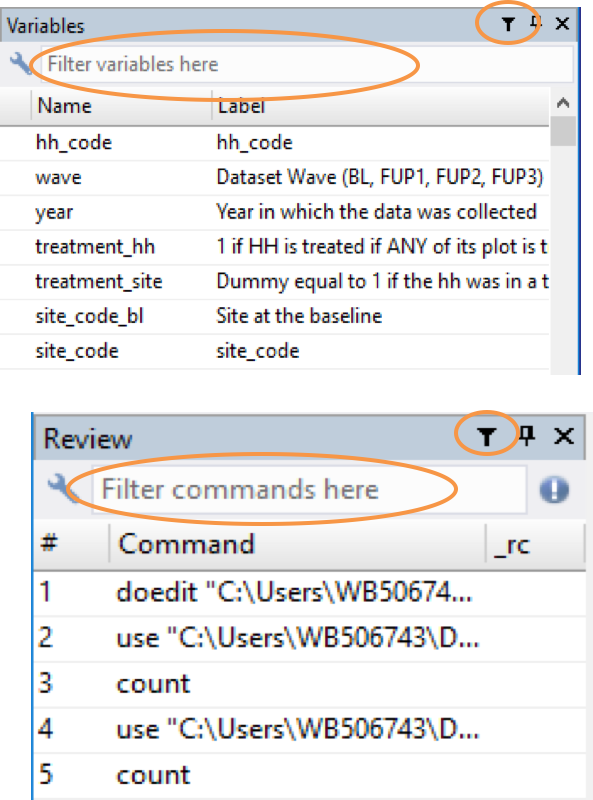 Variables
Filter variables here
Name Label
hh_code hh_code
wave Dataset Wave (BL, FUP1, FUP2, FUP3)
year Year in which the data was collected
treatment_hh 1 if HH is treated if ANY of its plot is t
treatment_site Dummy equal to 1 if the hh was in a t
site_code_bl Site at the baseline
site_code site_code
Review
Filter commands here
# Command _rc
1 doedit "C:\Users\WB50674...
2 use "C:\Users\WB506743\D...
3 count
4 use "C:\Users\WB506743\D...
5 count